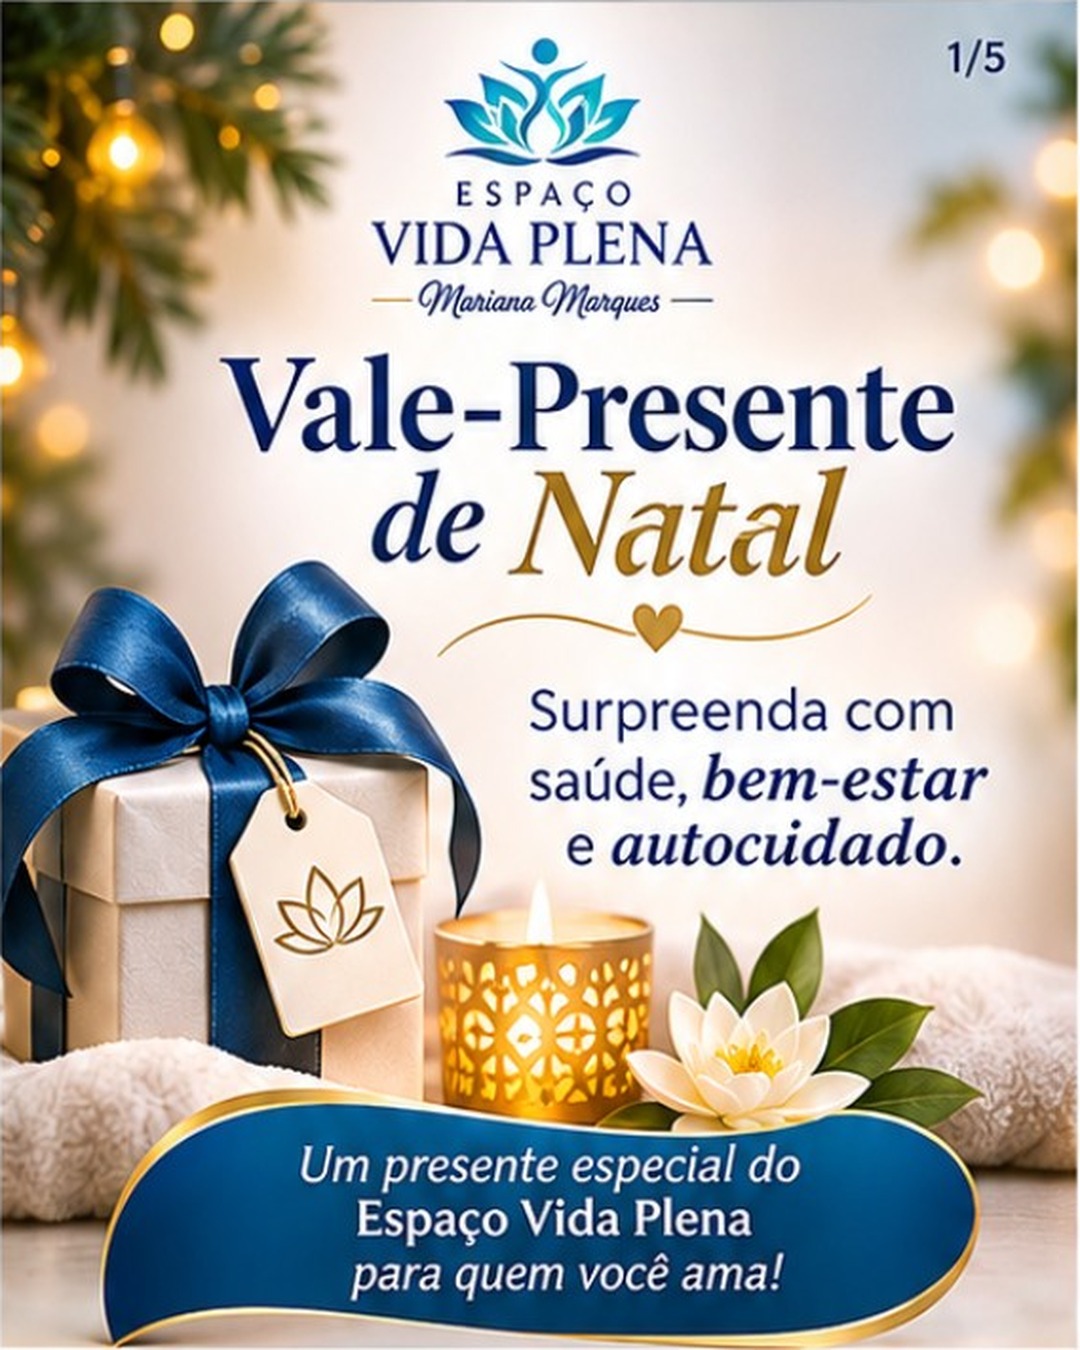 1/5
ESPAÇO
VIDA PLENA
Mariana Marques
Vale-Presente
de Natal
Surpreenda com
saúde, bem-estar
e autocuidado.
Um presente especial do
Espaço Vida Plena
para quem você ama!